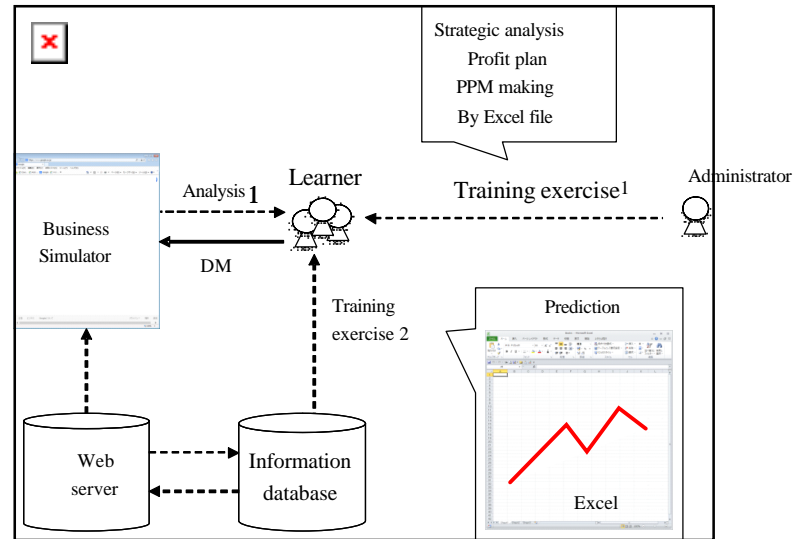 Strategic analysis
Profit plan
PPM making
By Excel file
Administrator
Learner
Training exercise1
Analysis 1
Business
Simulator
DM
Training
exercise 2
Prediction
Web
server
Information
database
Excel